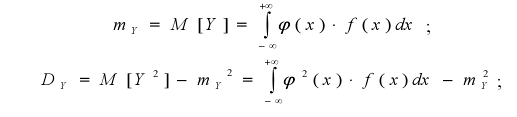 m_Y = M [Y] = ∫_{-∞}^{+∞} φ(x) · f(x) dx ;
D_Y = M [Y²] − m_Y² = ∫_{-∞}^{+∞} φ²(x) · f(x) dx − m_Y² ;